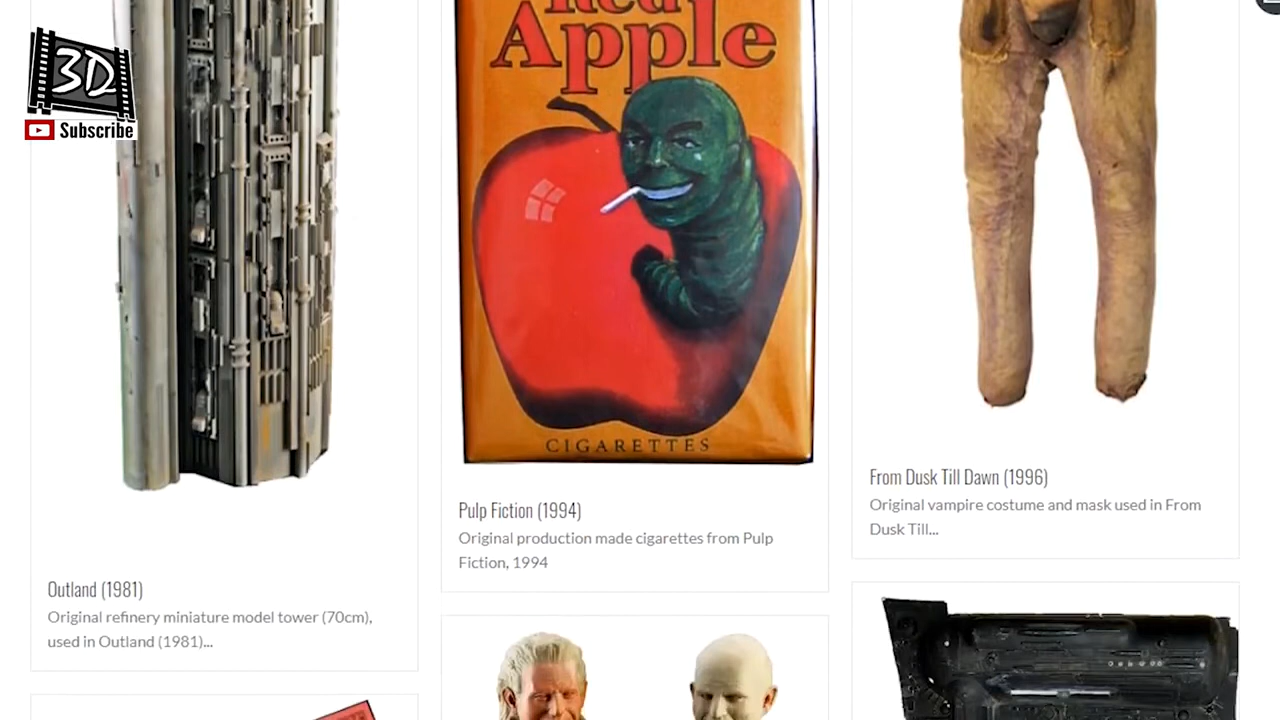 3D
Subscribe
Red
Apple
CIGARETTES
Outland (1981)
Original refinery miniature model tower (70cm),
used in Outland (1981)...
Pulp Fiction (1994)
Original production made cigarettes from Pulp
Fiction, 1994
From Dusk Till Dawn (1996)
Original vampire costume and mask used in From
Dusk Till...